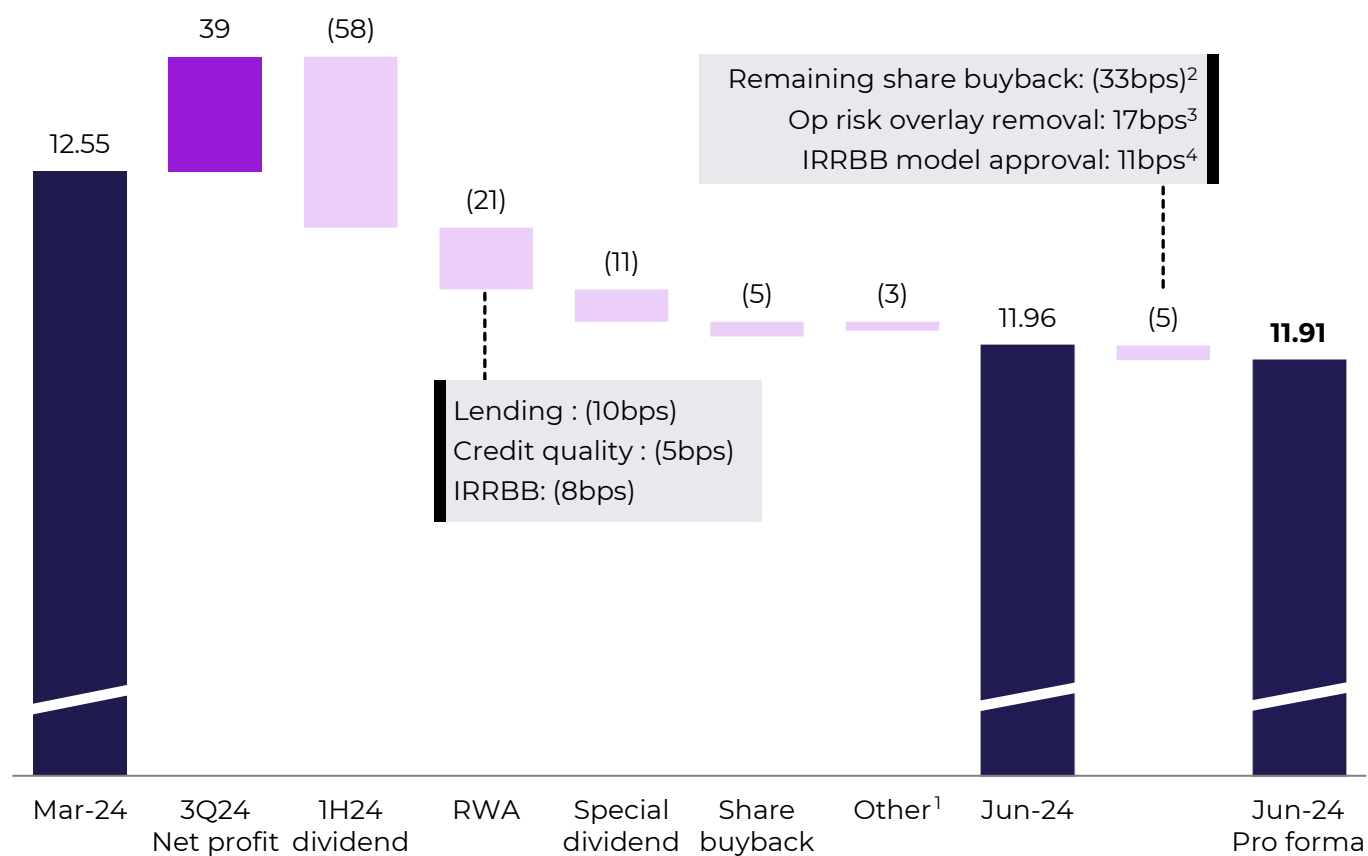 39
(58)
12.55
Remaining share buyback: (33bps)²
Op risk overlay removal: 17bps³
IRRBB model approval: 11bps⁴
(21)
(11)
(5)
(3)
11.96
(5)
11.91
Lending : (10bps)
Credit quality : (5bps)
IRRBB: (8bps)
Mar-24
3Q24
Net profit
1H24
dividend
RWA
Special
dividend
Share
buyback
Other¹
Jun-24
Jun-24
Pro forma